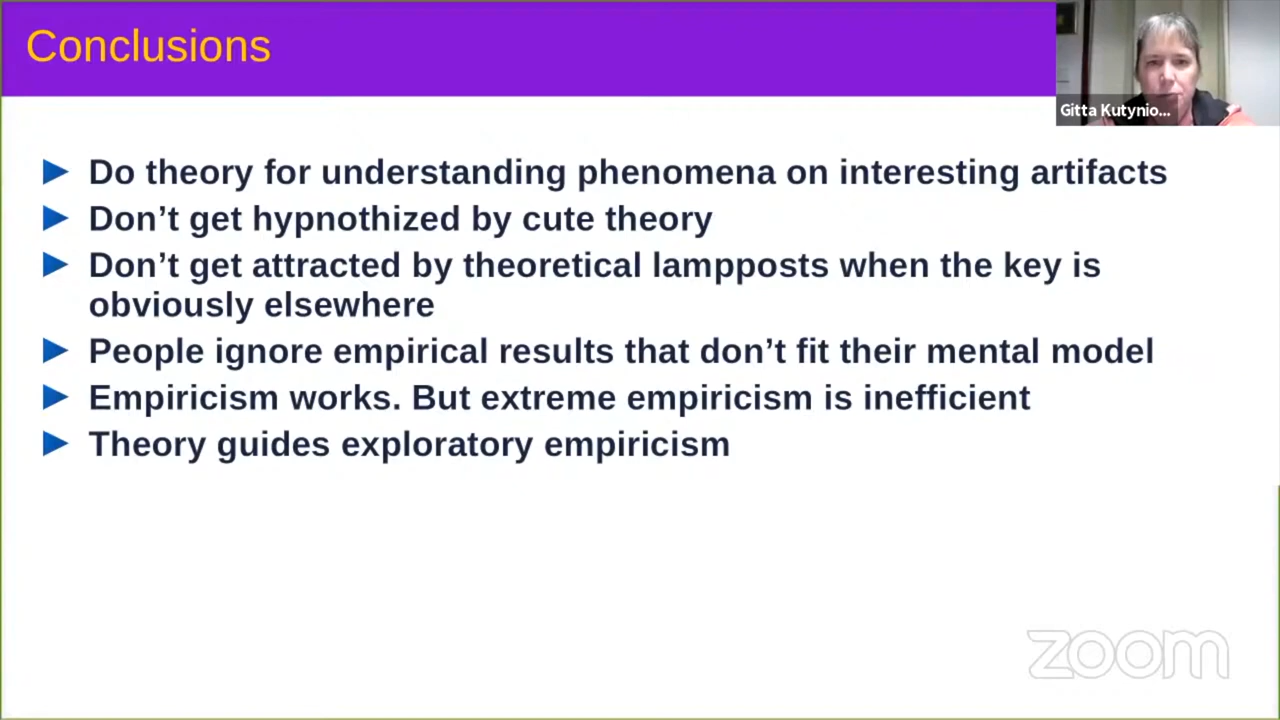 Conclusions
Gitta Kutynio...
► Do theory for understanding phenomena on interesting artifacts
► Don’t get hypnothized by cute theory
► Don’t get attracted by theoretical lampposts when the key is
obviously elsewhere
► People ignore empirical results that don’t fit their mental model
► Empiricism works. But extreme empiricism is inefficient
► Theory guides exploratory empiricism
zoom